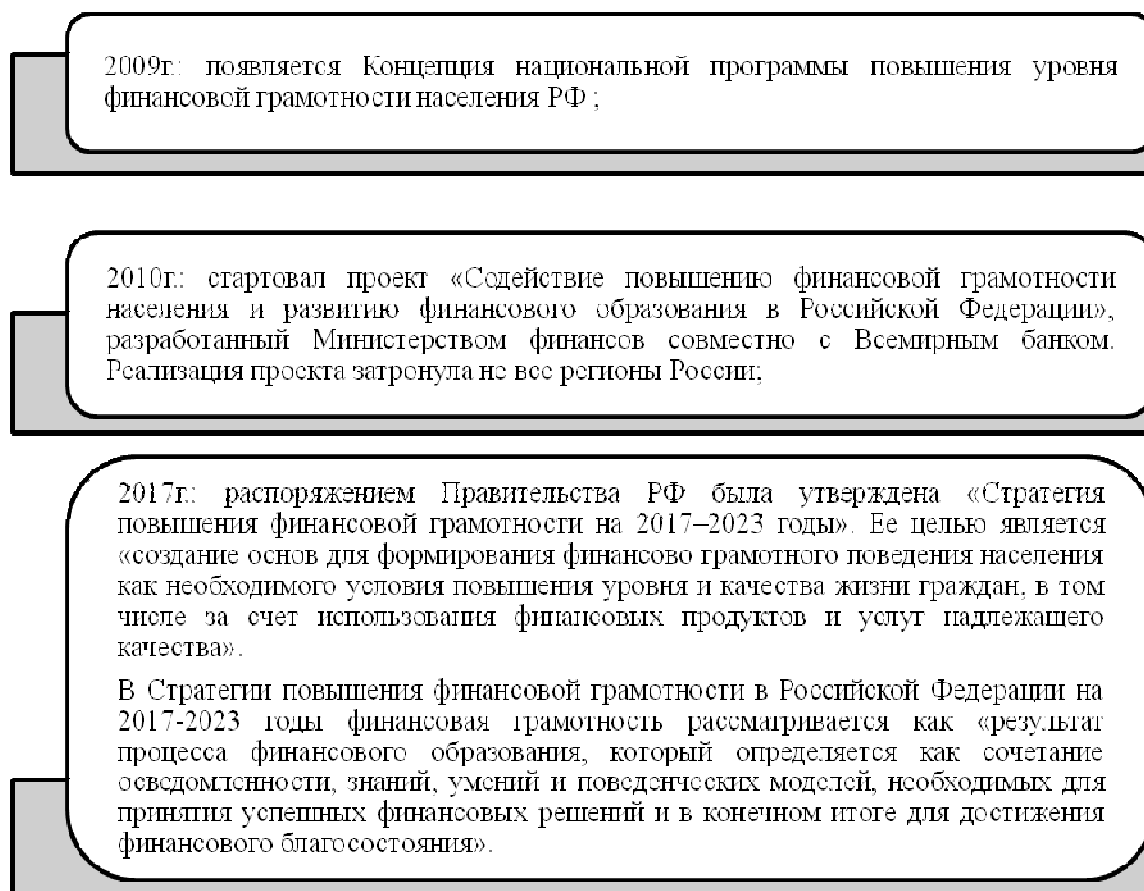 2009г.: появляется Концепция национальной программы повышения уровня
финансовой грамотности населения РФ ;
2010г.: стартовал проект «Содействие повышению финансовой грамотности
населения и развитию финансового образования в Российской Федерации»,
разработанный Министерством финансов совместно с Всемирным банком.
Реализация проекта затронула не все регионы России;
2017г.: распоряжением Правительства РФ была утверждена «Стратегия
повышения финансовой грамотности на 2017–2023 годы». Ее целью является
«создание основ для формирования финансово грамотного поведения населения
как необходимого условия повышения уровня и качества жизни граждан, в том
числе за счет использования финансовых продуктов и услуг надлежащего
качества».
В Стратегии повышения финансовой грамотности в Российской Федерации на
2017-2023 годы финансовая грамотность рассматривается как «результат
процесса финансового образования, который определяется как сочетание
осведомленности, знаний, умений и поведенческих моделей, необходимых для
принятия успешных финансовых решений и в конечном итоге для достижения
финансового благосостояния».